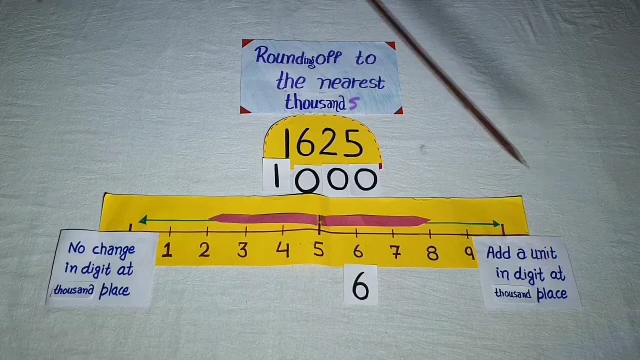 Rounding off to
the nearest
thousands
1625
1000
1 2 3 4 5 6 7 8 9
No change
in digit at
thousand place
Add a unit
in digit at
thousand place
6